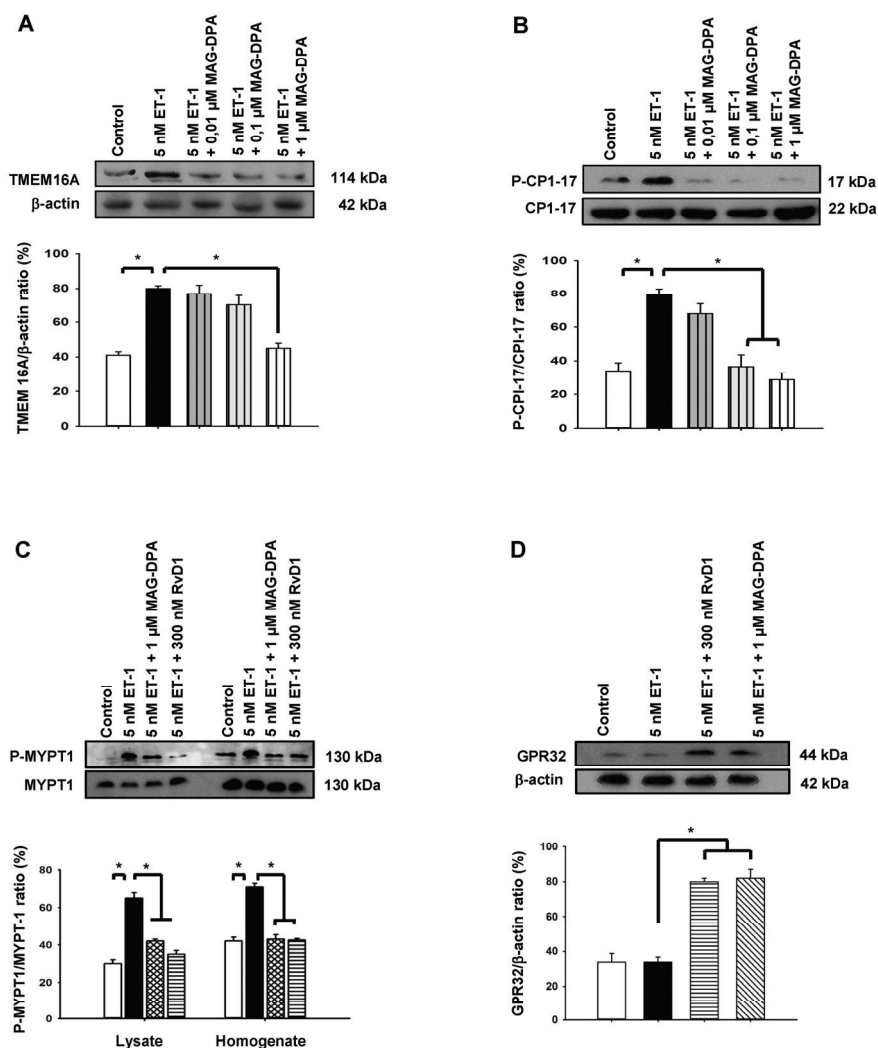 A
Control
5 nM ET-1
5 nM ET-1
+ 0,01 µM MAG-DPA
5 nM ET-1
+ 0,1 µM MAG-DPA
5 nM ET-1
+ 1 µM MAG-DPA
TMEM16A
114 kDa
β-actin
42 kDa
TMEM 16A/β-actin ratio (%)
100
80
60
40
20
0
*
*
B
Control
5 nM ET-1
5 nM ET-1
+ 0,01 µM MAG-DPA
5 nM ET-1
+ 0,1 µM MAG-DPA
5 nM ET-1
+ 1 µM MAG-DPA
P-CP1-17
17 kDa
CP1-17
22 kDa
P-CPI-17/CPI-17 ratio (%)
100
80
60
40
20
0
*
*
C
Control
5 nM ET-1
5 nM ET-1 + 1 µM MAG-DPA
5 nM ET-1 + 300 nM RvD1
Control
5 nM ET-1
5 nM ET-1 + 1 µM MAG-DPA
5 nM ET-1 + 300 nM RvD1
P-MYPT1
130 kDa
MYPT1
130 kDa
P-MYPT1/MYPT-1 ratio (%)
80
60
40
20
0
*
*
*
*
Lysate
Homogenate
D
Control
5 nM ET-1
5 nM ET-1 + 300 nM RvD1
5 nM ET-1 + 1 µM MAG-DPA
GPR32
44 kDa
β-actin
42 kDa
GPR32/β-actin ratio (%)
100
80
60
40
20
0
*